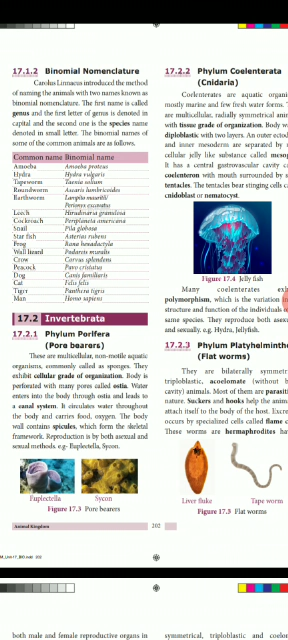 17.1.2 Binomial Nomenclature
Carolus Linnaeus introduced the method
of naming the animals with two names known as
binomial nomenclature. The first name is called
genus and the first letter of genus is denoted in
capital and the second one is the species name
denoted in small letter. The binomial names of
some of the common animals are as follows.
Common name Binomial name
Amoeba Amoeba proteus
Hydra Hydra vulgaris
Tapeworm Taenia solium
Roundworm Ascaris lumbricoides
Earthworm Lampito mauritii
Perionyx excavatus
Leech Hirudinaria granulosa
Cockroach Periplaneta americana
Snail Pila globosa
Star fish Asterias rubens
Frog Rana hexadactyla
Wall lizard Podarcis muralis
Crow Corvus splendens
Peacock Pavo cristatus
Dog Canis familiaris
Cat Felis felis
Tiger Panthera tigris
Man Homo sapiens
17.2 Invertebrata
17.2.1 Phylum Porifera
(Pore bearers)
These are multicellular, non-motile aquatic
organisms, commonly called as sponges. They
exhibit cellular grade of organization. Body is
perforated with many pores called ostia. Water
enters into the body through ostia and leads to
a canal system. It circulates water throughout
the body and carries food, oxygen. The body
wall contains spicules, which form the skeletal
framework. Reproduction is by both asexual and
sexual methods. e.g- Euplectella, Sycon.
Euplectella Sycon
Figure 17.3 Pore bearers
17.2.2 Phylum Coelenterata
(Cnidaria)
Coelenterates are aquatic organi
mostly marine and few fresh water forms. T
are multicellular, radially symmetrical anim
with tissue grade of organization. Body w
diploblastic with two layers. An outer ectod
and inner mesoderm are separated by n
cellular jelly like substance called mesog
It has a central gastrovascular cavity ca
coelenteron with mouth surrounded by s
tentacles. The tentacles bear stinging cells ca
cnidoblast or nematocyst.
Figure 17.4 Jelly fish
Many coelenterates exh
polymorphism, which is the variation in
structure and function of the individuals
same species. They reproduce both asexu
and sexually. e.g. Hydra, Jellyfish.
17.2.3 Phylum Platyhelminthe
(Flat worms)
They are bilaterally symmetri
triploblastic, acoelomate (without b
cavity) animals. Most of them are parasiti
nature. Suckers and hooks help the anima
attach itself to the body of the host. Excre
occurs by specialized cells called flame c
These worms are hermaphrodites hav
Liver fluke Tape worm
Figure 17.3 Flat worms
Animal Kingdom 202
both male and female reproductive organs in
symmetrical, triploblastic and coelo